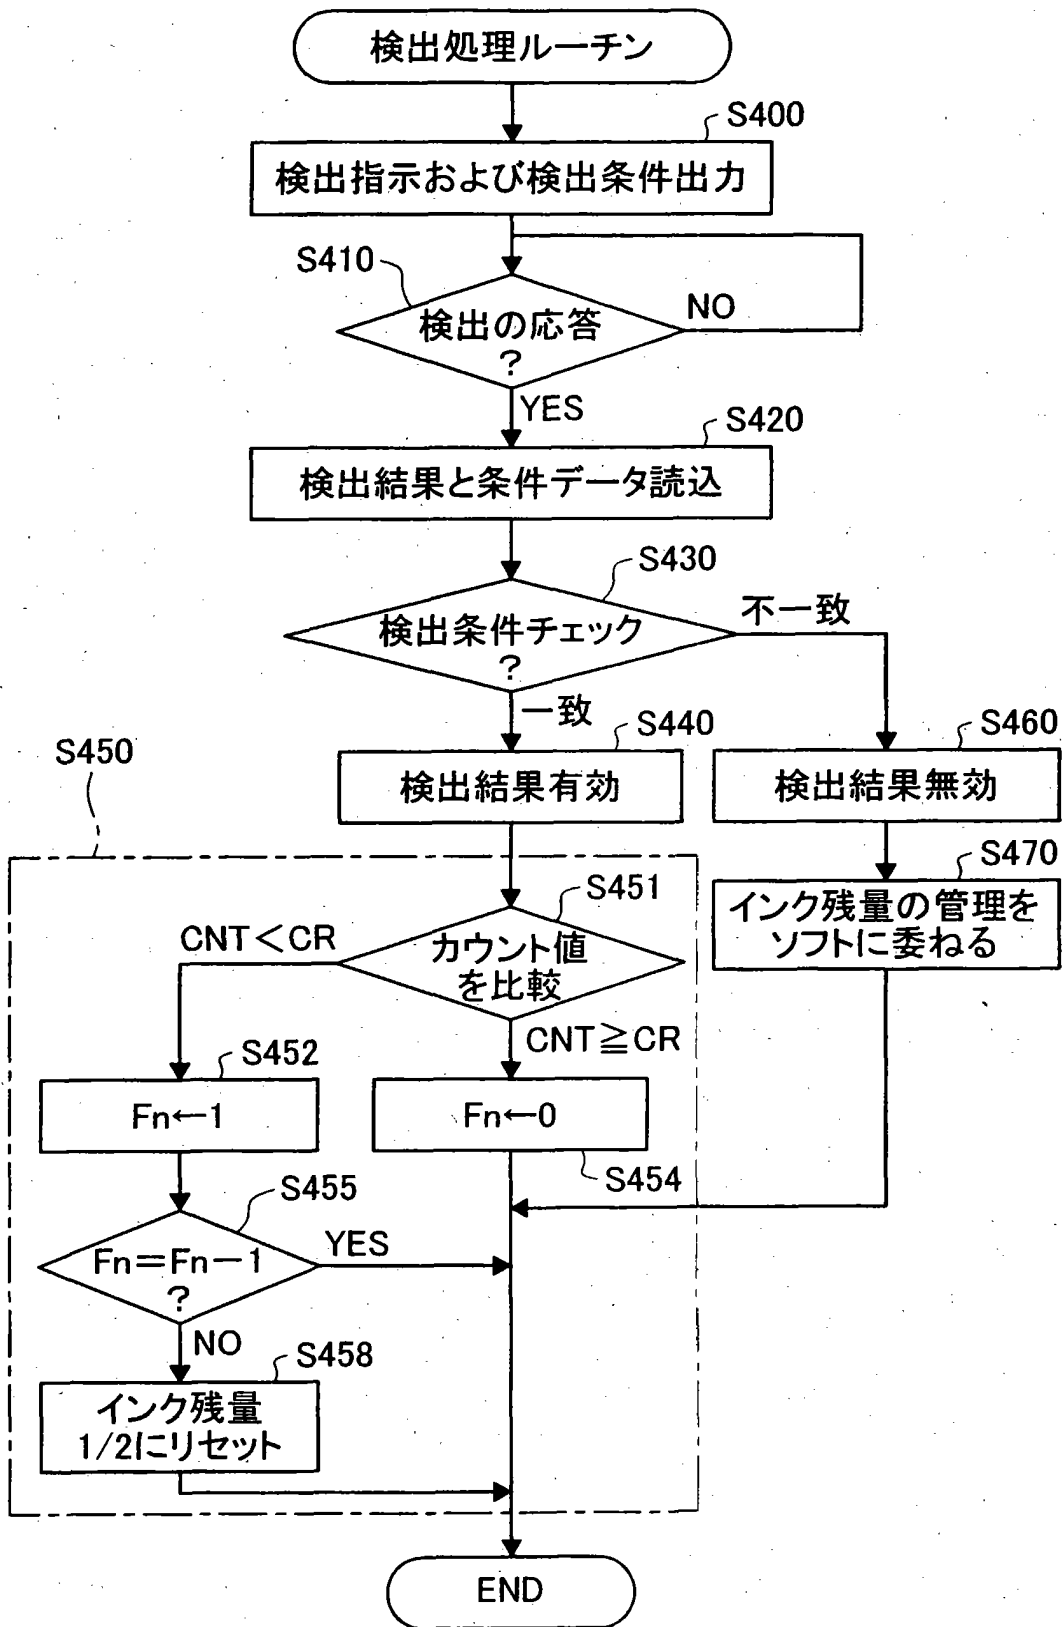 検出処理ルーチン
S400
検出指示および検出条件出力
S410
検出の応答
?
NO
YES
S420
検出結果と条件データ読込
S430
検出条件チェック
?
不一致
一致
S440
検出結果有効
S460
検出結果無効
S450
S470
インク残量の管理を
ソフトに委ねる
S451
カウント値
を比較
CNT<CR
CNT≧CR
S452
Fn←1
Fn←0
S454
S455
Fn=Fn-1
?
YES
NO
S458
インク残量
1/2にリセット
END